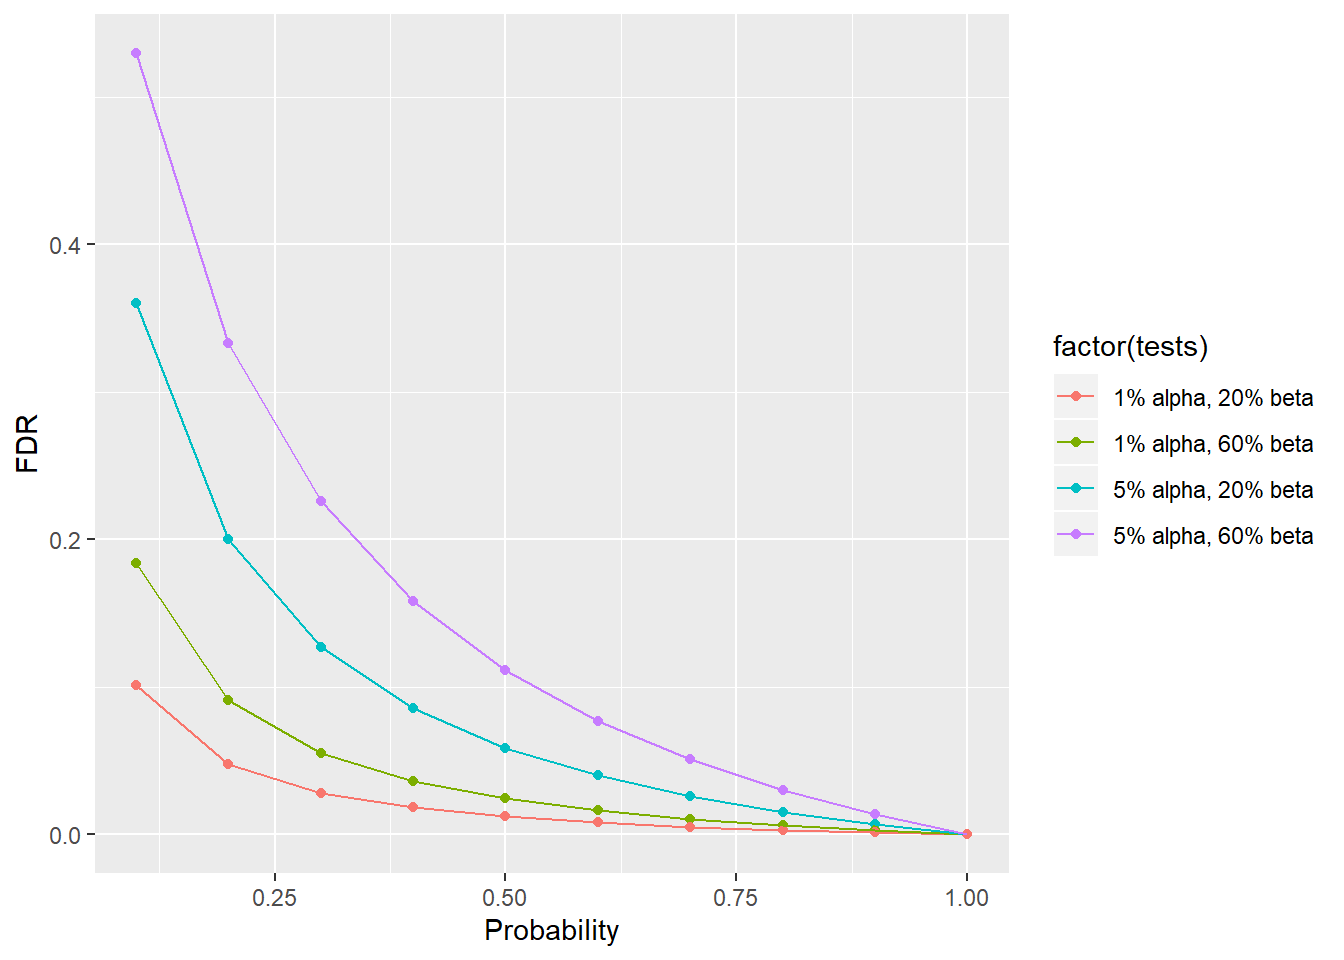 FDR
0.4
0.2
0.0
0.25 0.50 0.75 1.00
Probability
factor(tests)
1% alpha, 20% beta
1% alpha, 60% beta
5% alpha, 20% beta
5% alpha, 60% beta